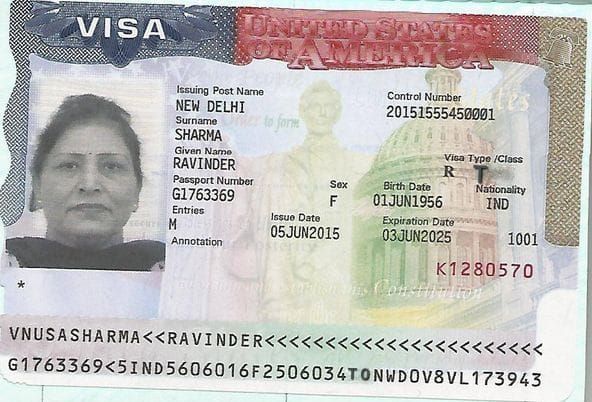 VISA
UNITED STATES
OF AMERICA
Issuing Post Name
NEW DELHI
Control Number
20151555450001
Surname
SHARMA
Given Name
RAVINDER
Visa Type /Class
R T
Passport Number
G1763369
Sex
F
Birth Date
01JUN1956
Nationality
IND
Entries
M
Issue Date
05JUN2015
Expiration Date
03JUN2025
1001
Annotation
K1280570
*
VNUSASHARMA<<RAVINDER<<<<<<<<<<<<<<<<<<<<<<<
G1763369<5IND5606016F2506034TONWDOV8VL173943